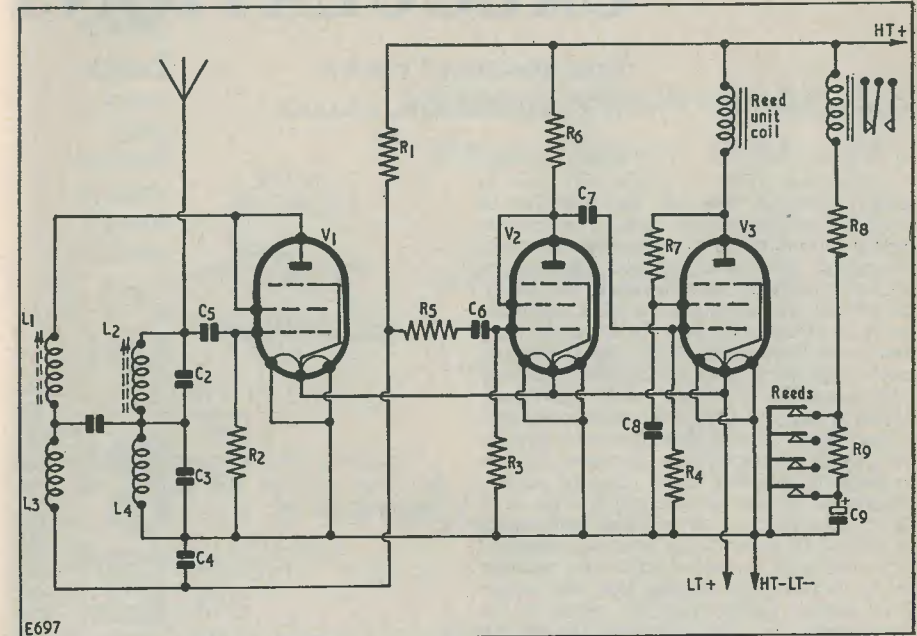 HT+
Reed
unit
coil
R1
R6
C7
V1
V2
V3
R7
R8
L1
L2
C5
R5
C6
C2
Reeds
R2
C3
R3
C8
R4
R9
L3
L4
C4
+
C9
LT+
HT-LT-
E697